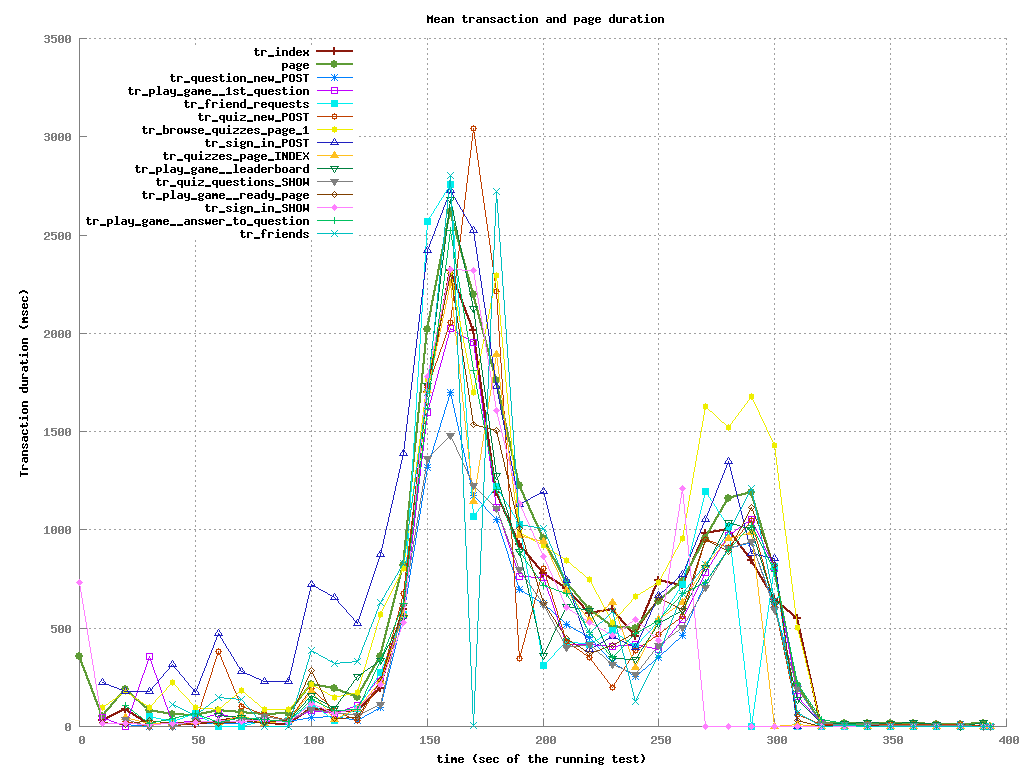 Mean transaction and page duration
3500
3000
2500
2000
1500
1000
500
0
Transaction duration (msec)
tr_index
page
tr_question_new_POST
tr_play_game__1st_question
tr_friend_requests
tr_quiz_new_POST
tr_browse_quizzes_page_1
tr_sign_in_POST
tr_quizzes_page_INDEX
tr_play_game__leaderboard
tr_quiz_questions_SHOW
tr_play_game__ready_page
tr_sign_in_SHOW
tr_play_game__answer_to_question
tr_friends
0 50 100 150 200 250 300 350 400
time (sec of the running test)